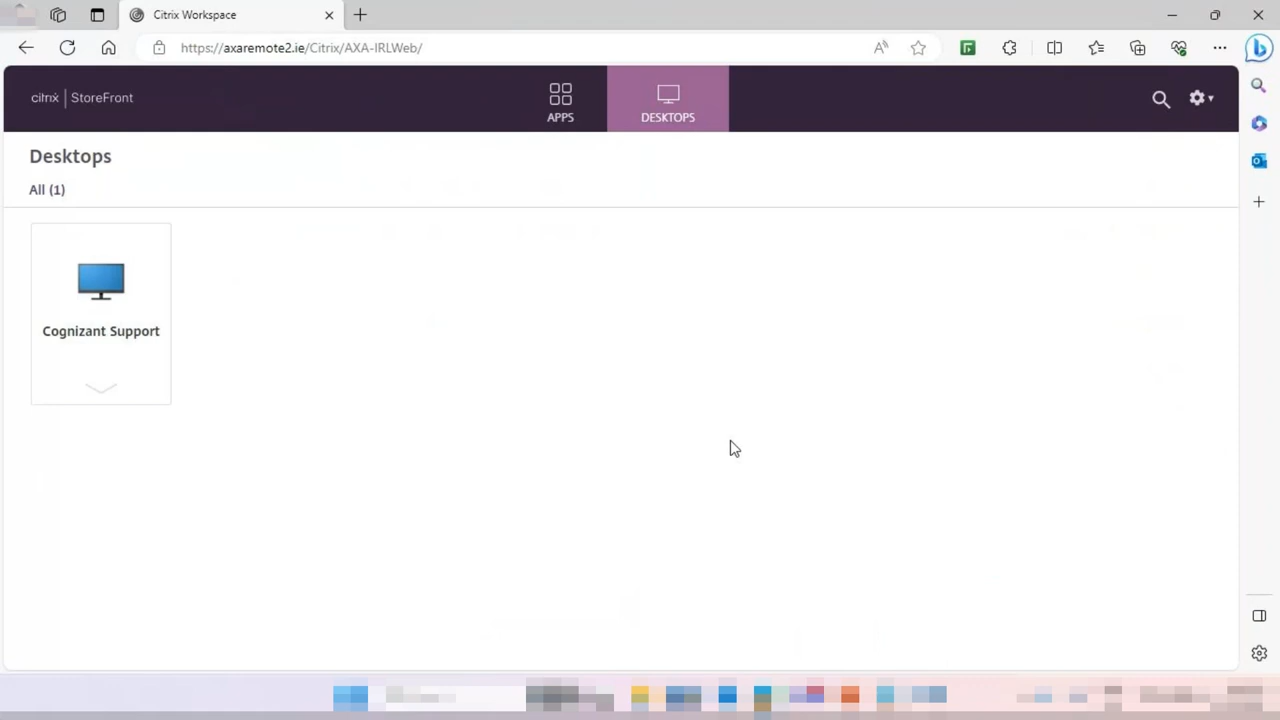 Citrix Workspace
https://axaremote2.ie/Citrix/AXA-IRLWeb/
citrix | StoreFront
APPS
DESKTOPS
Desktops
All (1)
Cognizant Support